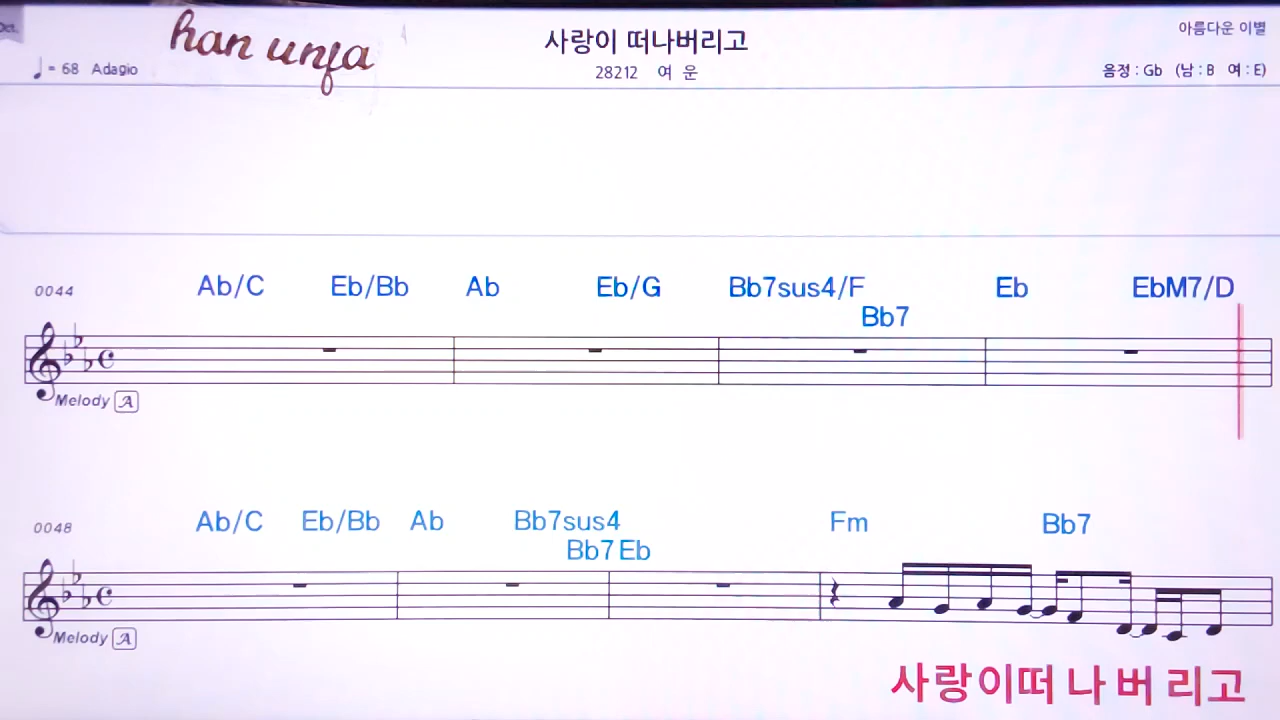 Oct.
han unja
사랑이 떠나버리고
아름다운 이별
♩= 68 Adagio
28212 여 운
음정 : Gb (남 : B 여 : E)
0044 Ab/C Eb/Bb Ab Eb/G Bb7sus4/F Eb EbM7/D
Bb7
Melody A
0048 Ab/C Eb/Bb Ab Bb7sus4 Fm Bb7
Bb7 Eb
Melody A
사랑이떠 나 버 리고